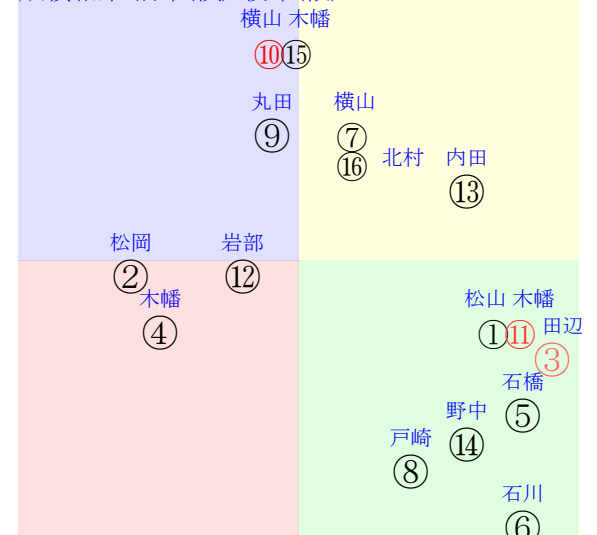 横山 木幡
⑩⑮
丸田 横山
⑨ ⑦
北村 内田
⑯ ⑬
松岡 岩部
② ⑫
木幡 松山 木幡
④ ① ⑪ 田辺
③
石橋
⑤
野中
⑭
戸崎
⑧
石川
⑥